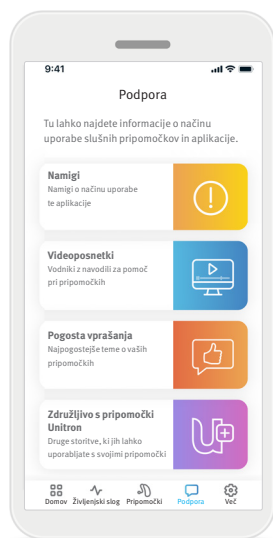 9:41
Podpora
Tu lahko najdete informacije o načinu
uporabe slušnih pripomočkov in aplikacije.
Namigi
Namigi o načinu uporabe
te aplikacije
Videoposnetki
Vodniki z navodili za pomoč
pri pripomočkih
Pogosta vprašanja
Najpogostejše teme o vaših
pripomočkih
Združljivo s pripomočki
Unitron
Druge storitve, ki jih lahko
uporabljate s svojimi pripomočki
Domov Življenjski slog Pripomočki Podpora Več